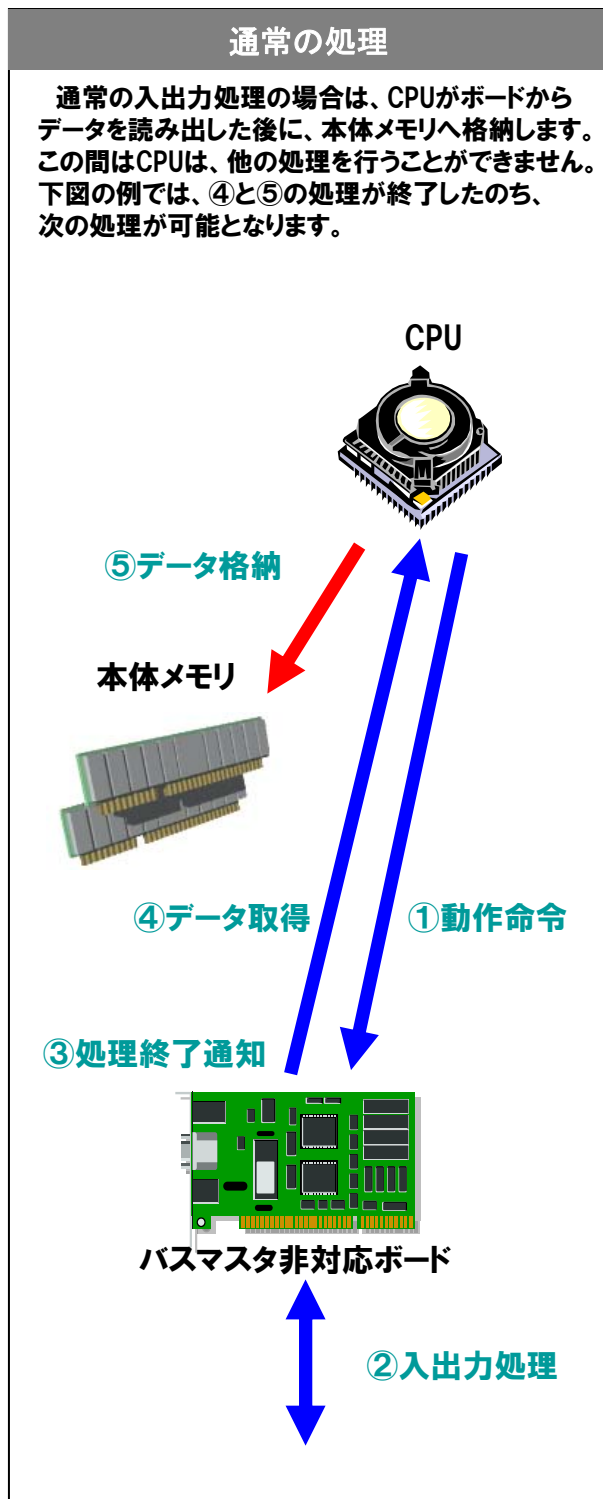 通常の処理
通常の入出力処理の場合は、CPUがボードから
データを読み出した後に、本体メモリへ格納します。
この間はCPUは、他の処理を行うことができません。
下図の例では、④と⑤の処理が終了したのち、
次の処理が可能となります。
CPU
⑤データ格納
本体メモリ
④データ取得
①動作命令
③処理終了通知
バスマスタ非対応ボード
②入出力処理